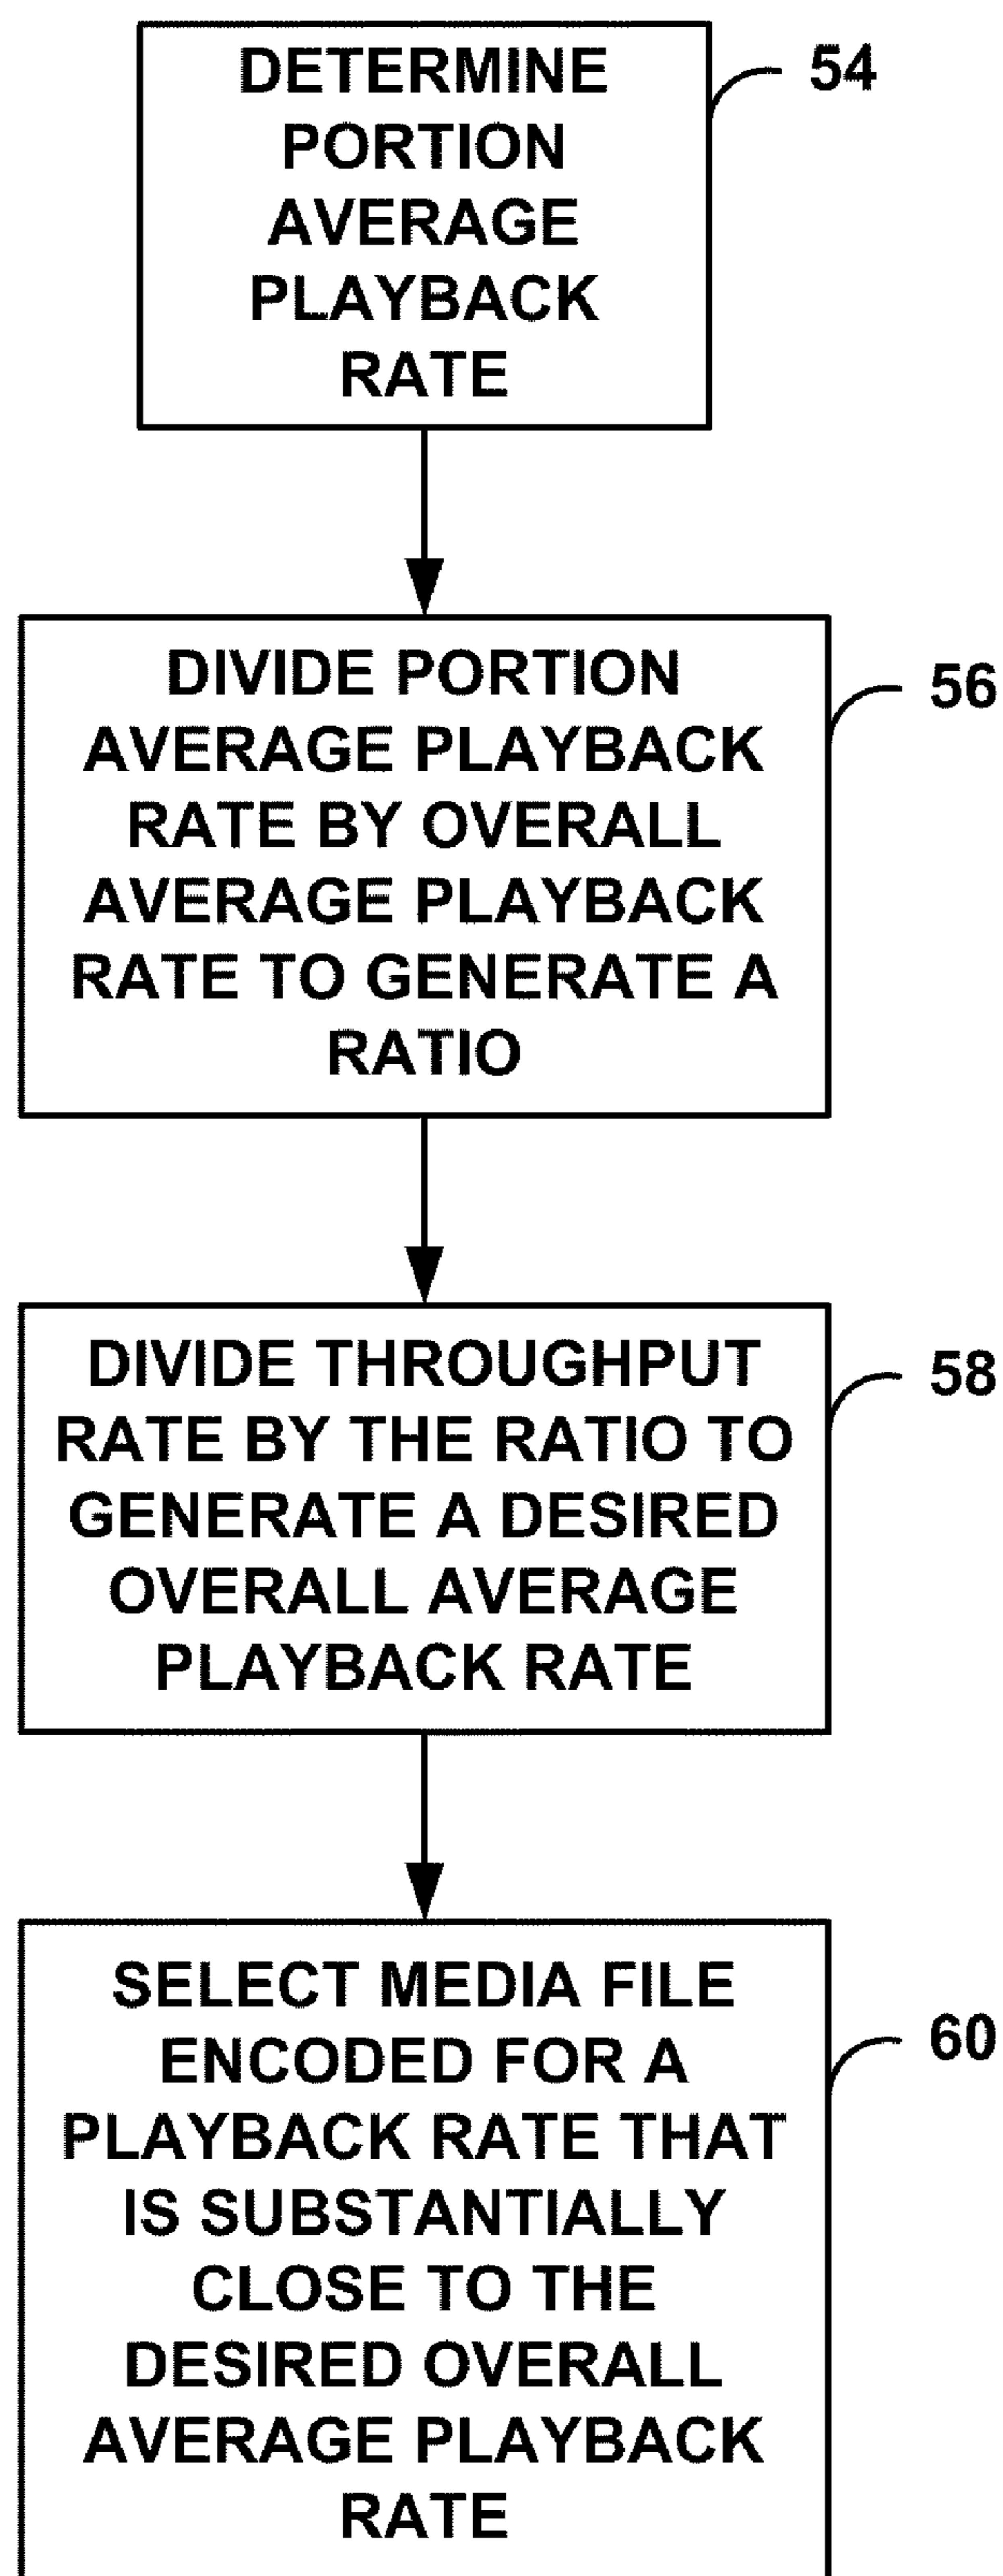 DETERMINE
PORTION
AVERAGE
PLAYBACK
RATE
54
DIVIDE PORTION
AVERAGE PLAYBACK
RATE BY OVERALL
AVERAGE PLAYBACK
RATE TO GENERATE A
RATIO
56
DIVIDE THROUGHPUT
RATE BY THE RATIO TO
GENERATE A DESIRED
OVERALL AVERAGE
PLAYBACK RATE
58
SELECT MEDIA FILE
ENCODED FOR A
PLAYBACK RATE THAT
IS SUBSTANTIALLY
CLOSE TO THE
DESIRED OVERALL
AVERAGE PLAYBACK
RATE
60